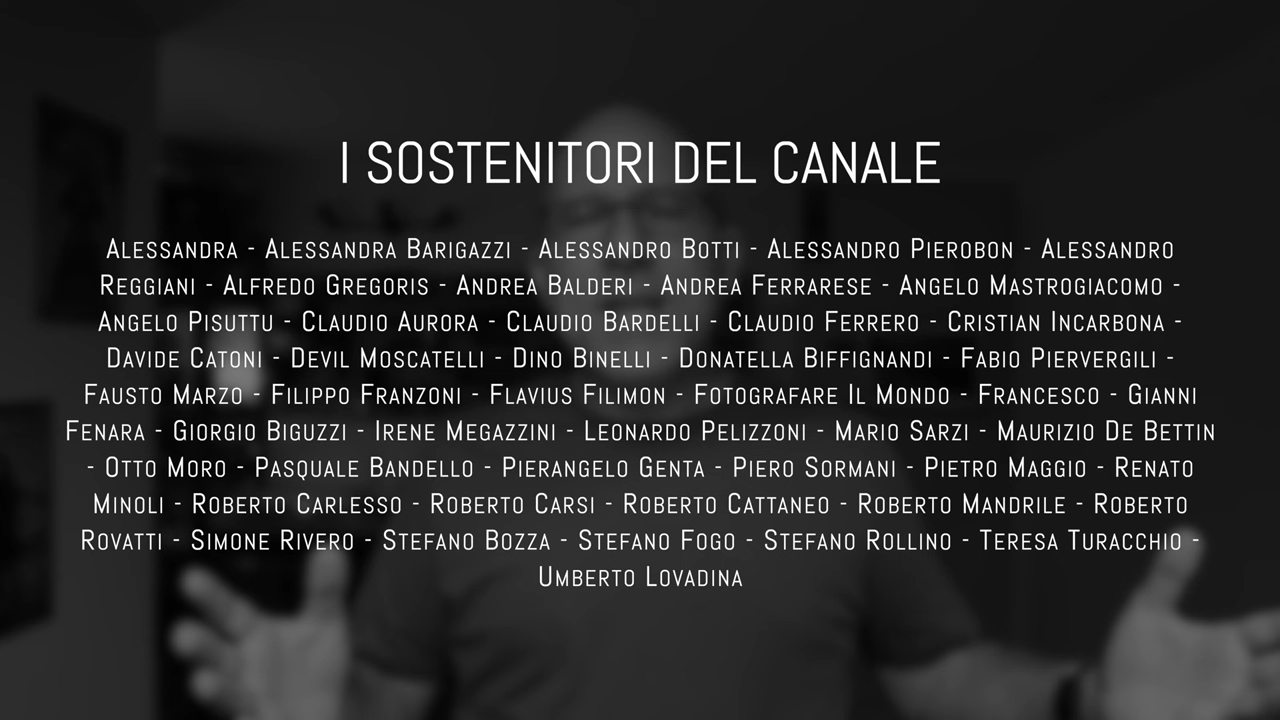 I SOSTENITORI DEL CANALE
Alessandra - Alessandra Barigazzi - Alessandro Botti - Alessandro Pierobon - Alessandro
Reggiani - Alfredo Gregoris - Andrea Balderi - Andrea Ferrarese - Angelo Mastrogiacomo -
Angelo Pisuttu - Claudio Aurora - Claudio Bardelli - Claudio Ferrero - Cristian Incarbona -
Davide Catoni - Devil Moscatelli - Dino Binelli - Donatella Biffignandi - Fabio Piervergili -
Fausto Marzo - Filippo Franzoni - Flavius Filimon - Fotografare Il Mondo - Francesco - Gianni
Fenara - Giorgio Biguzzi - Irene Megazzini - Leonardo Pelizzoni - Mario Sarzi - Maurizio De Bettin
- Otto Moro - Pasquale Bandello - Pierangelo Genta - Piero Sormani - Pietro Maggio - Renato
Minoli - Roberto Carlesso - Roberto Carsi - Roberto Cattaneo - Roberto Mandrile - Roberto
Rovatti - Simone Rivero - Stefano Bozza - Stefano Fogo - Stefano Rollino - Teresa Turacchio -
Umberto Lovadina